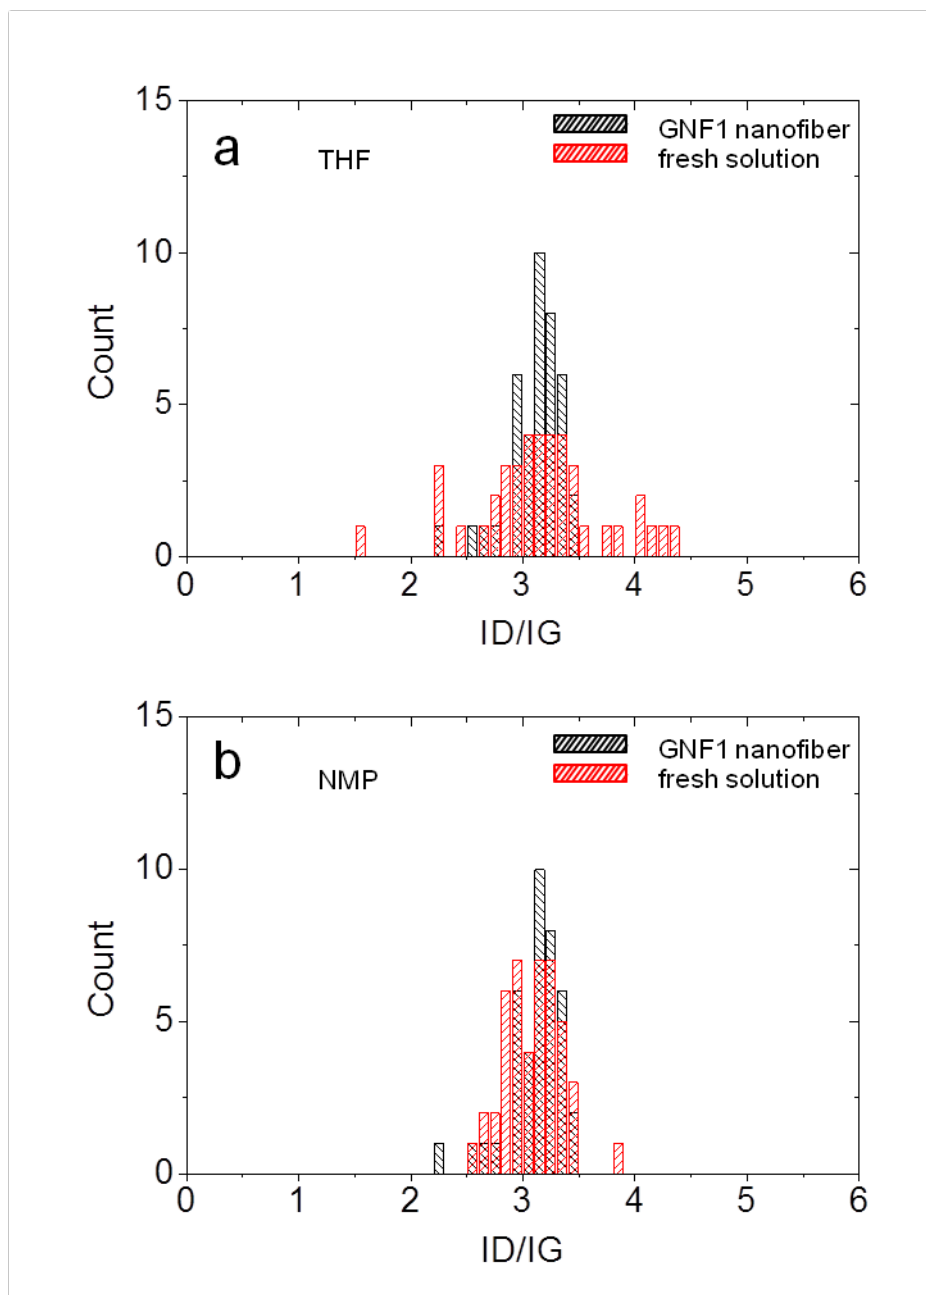 15
a
THF
GNF1 nanofiber
fresh solution
10
Count
5
0
0 1 2 3 4 5 6
ID/IG
15
b
NMP
GNF1 nanofiber
fresh solution
10
Count
5
0
0 1 2 3 4 5 6
ID/IG